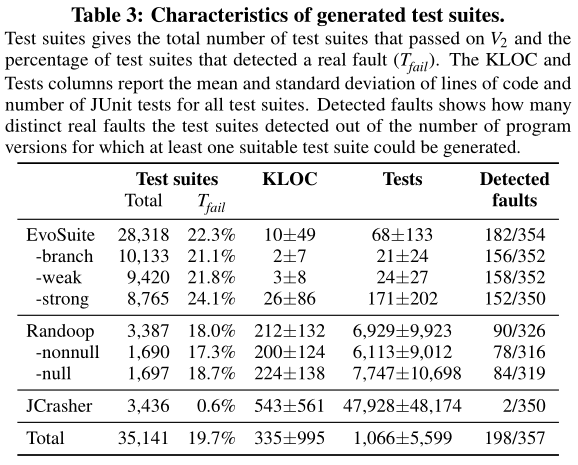 Table 3: Characteristics of generated test suites.
Test suites gives the total number of test suites that passed on V2 and the
percentage of test suites that detected a real fault (Tfail). The KLOC and
Tests columns report the mean and standard deviation of lines of code and
number of JUnit tests for all test suites. Detected faults shows how many
distinct real faults the test suites detected out of the number of program
versions for which at least one suitable test suite could be generated.
Test suites KLOC Tests Detected
Total Tfail faults
EvoSuite 28,318 22.3% 10±49 68±133 182/354
-branch 10,133 21.1% 2±7 21±24 156/352
-weak 9,420 21.8% 3±8 24±27 158/352
-strong 8,765 24.1% 26±86 171±202 152/350
Randoop 3,387 18.0% 212±132 6,929±9,923 90/326
-nonnull 1,690 17.3% 200±124 6,113±9,012 78/316
-null 1,697 18.7% 224±138 7,747±10,698 84/319
JCrasher 3,436 0.6% 543±561 47,928±48,174 2/350
Total 35,141 19.7% 335±995 1,066±5,599 198/357